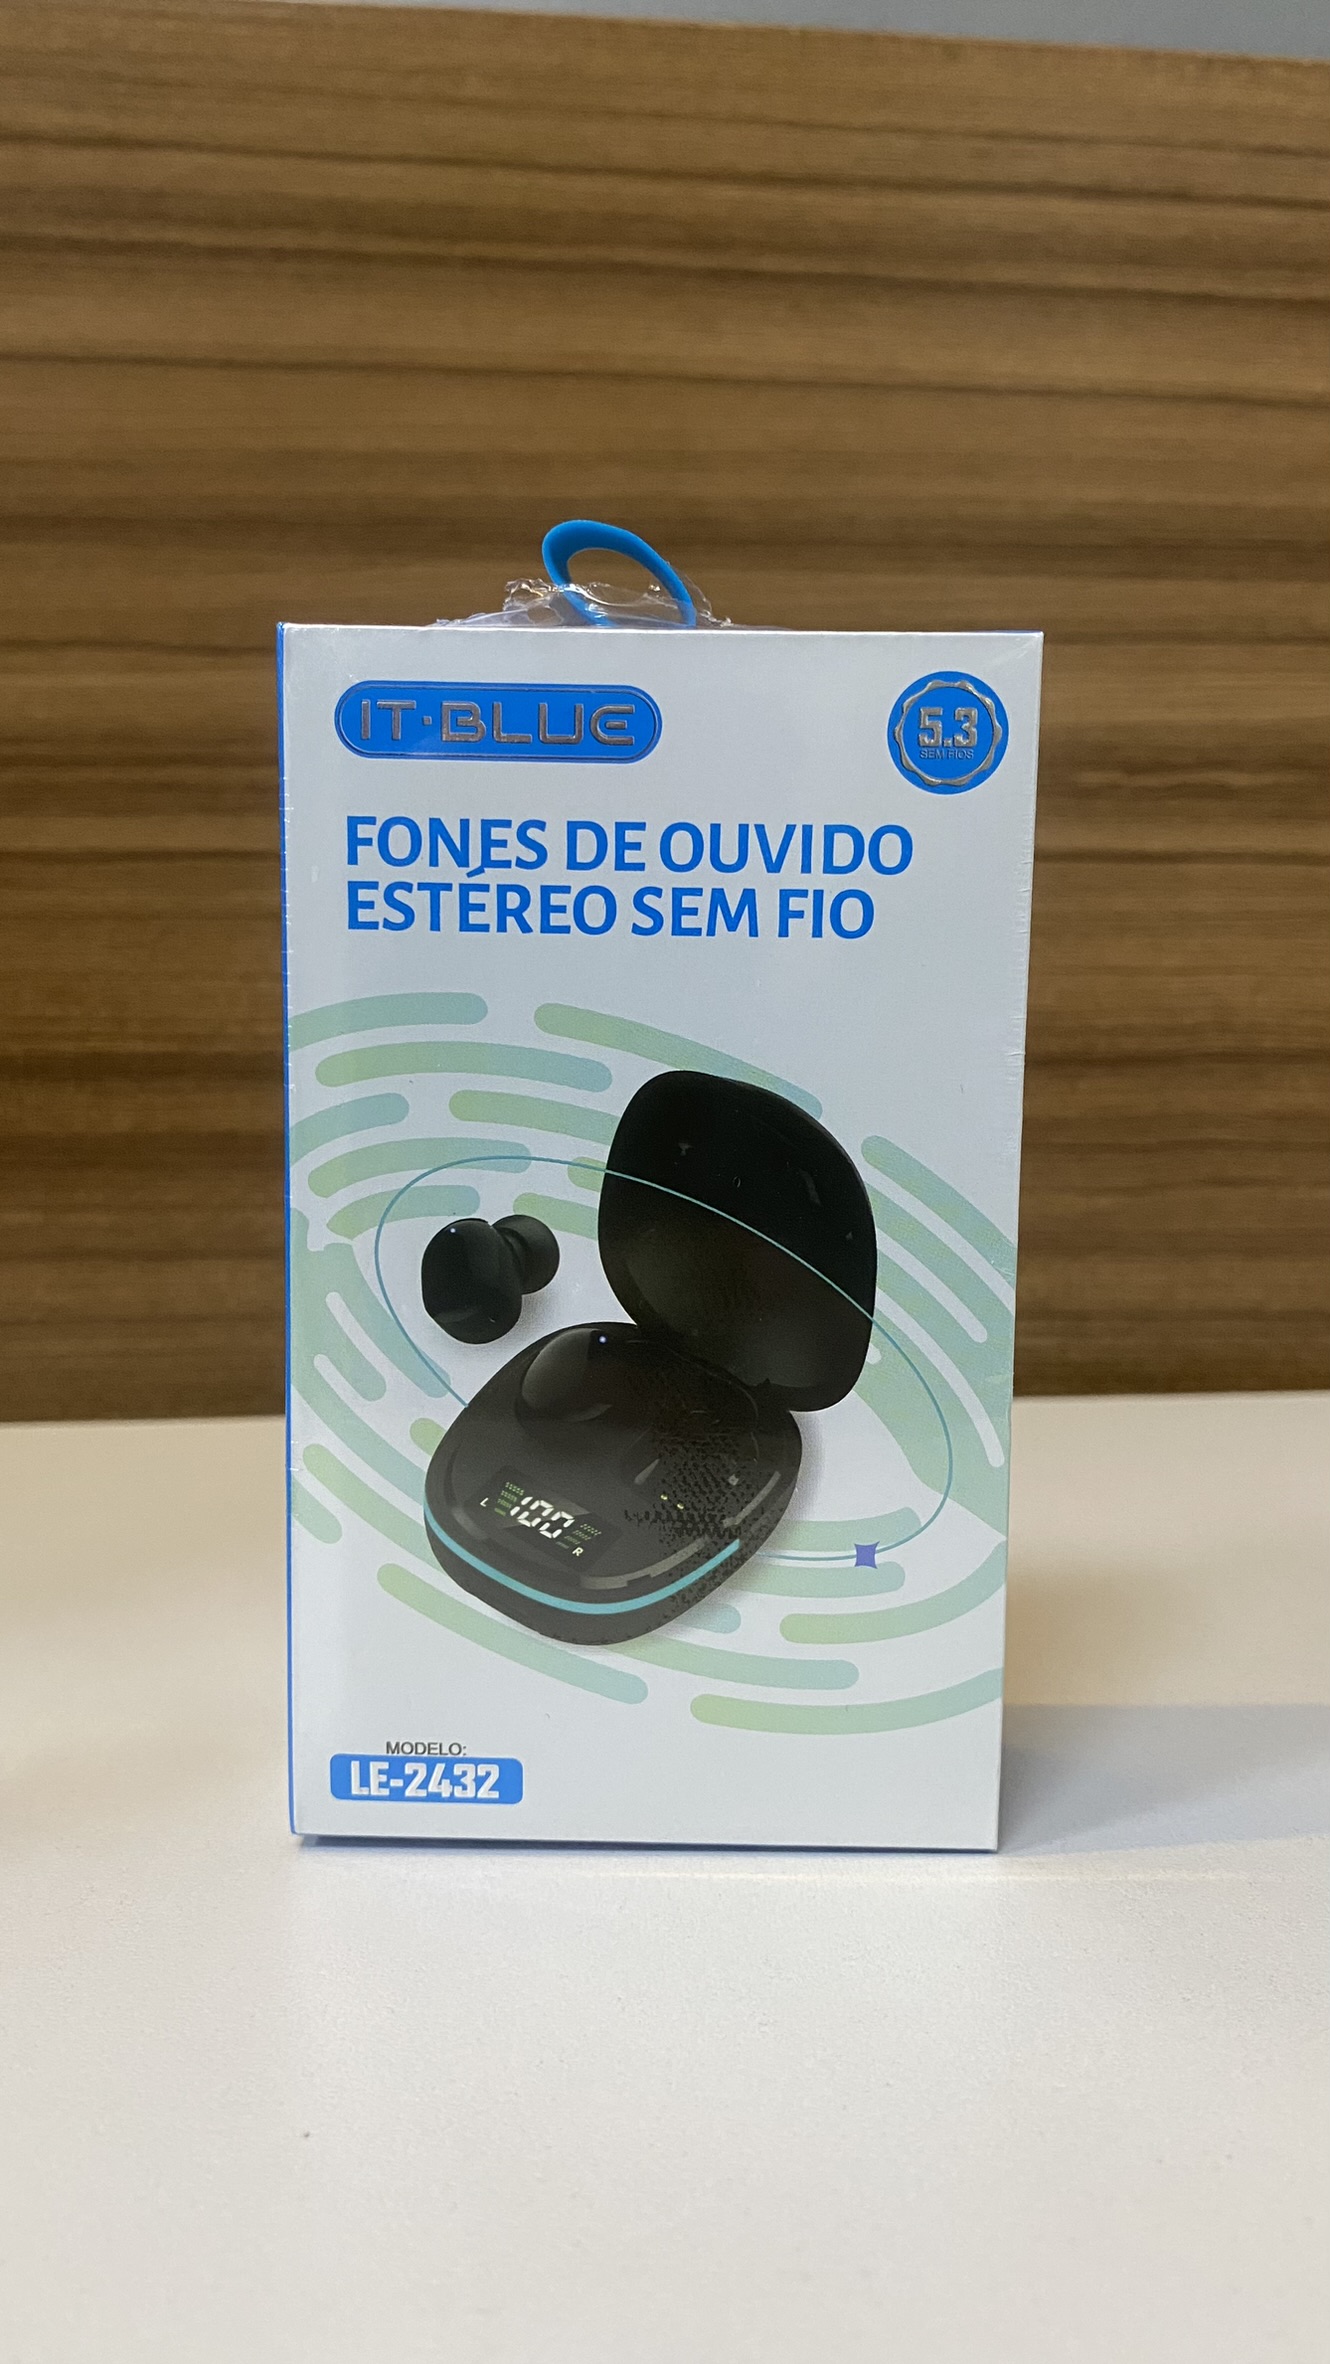 IT·BLUE
5.3
SEM FIOS
FONES DE OUVIDO
ESTÉREO SEM FIO
L
100
R
MODELO:
LE-2432